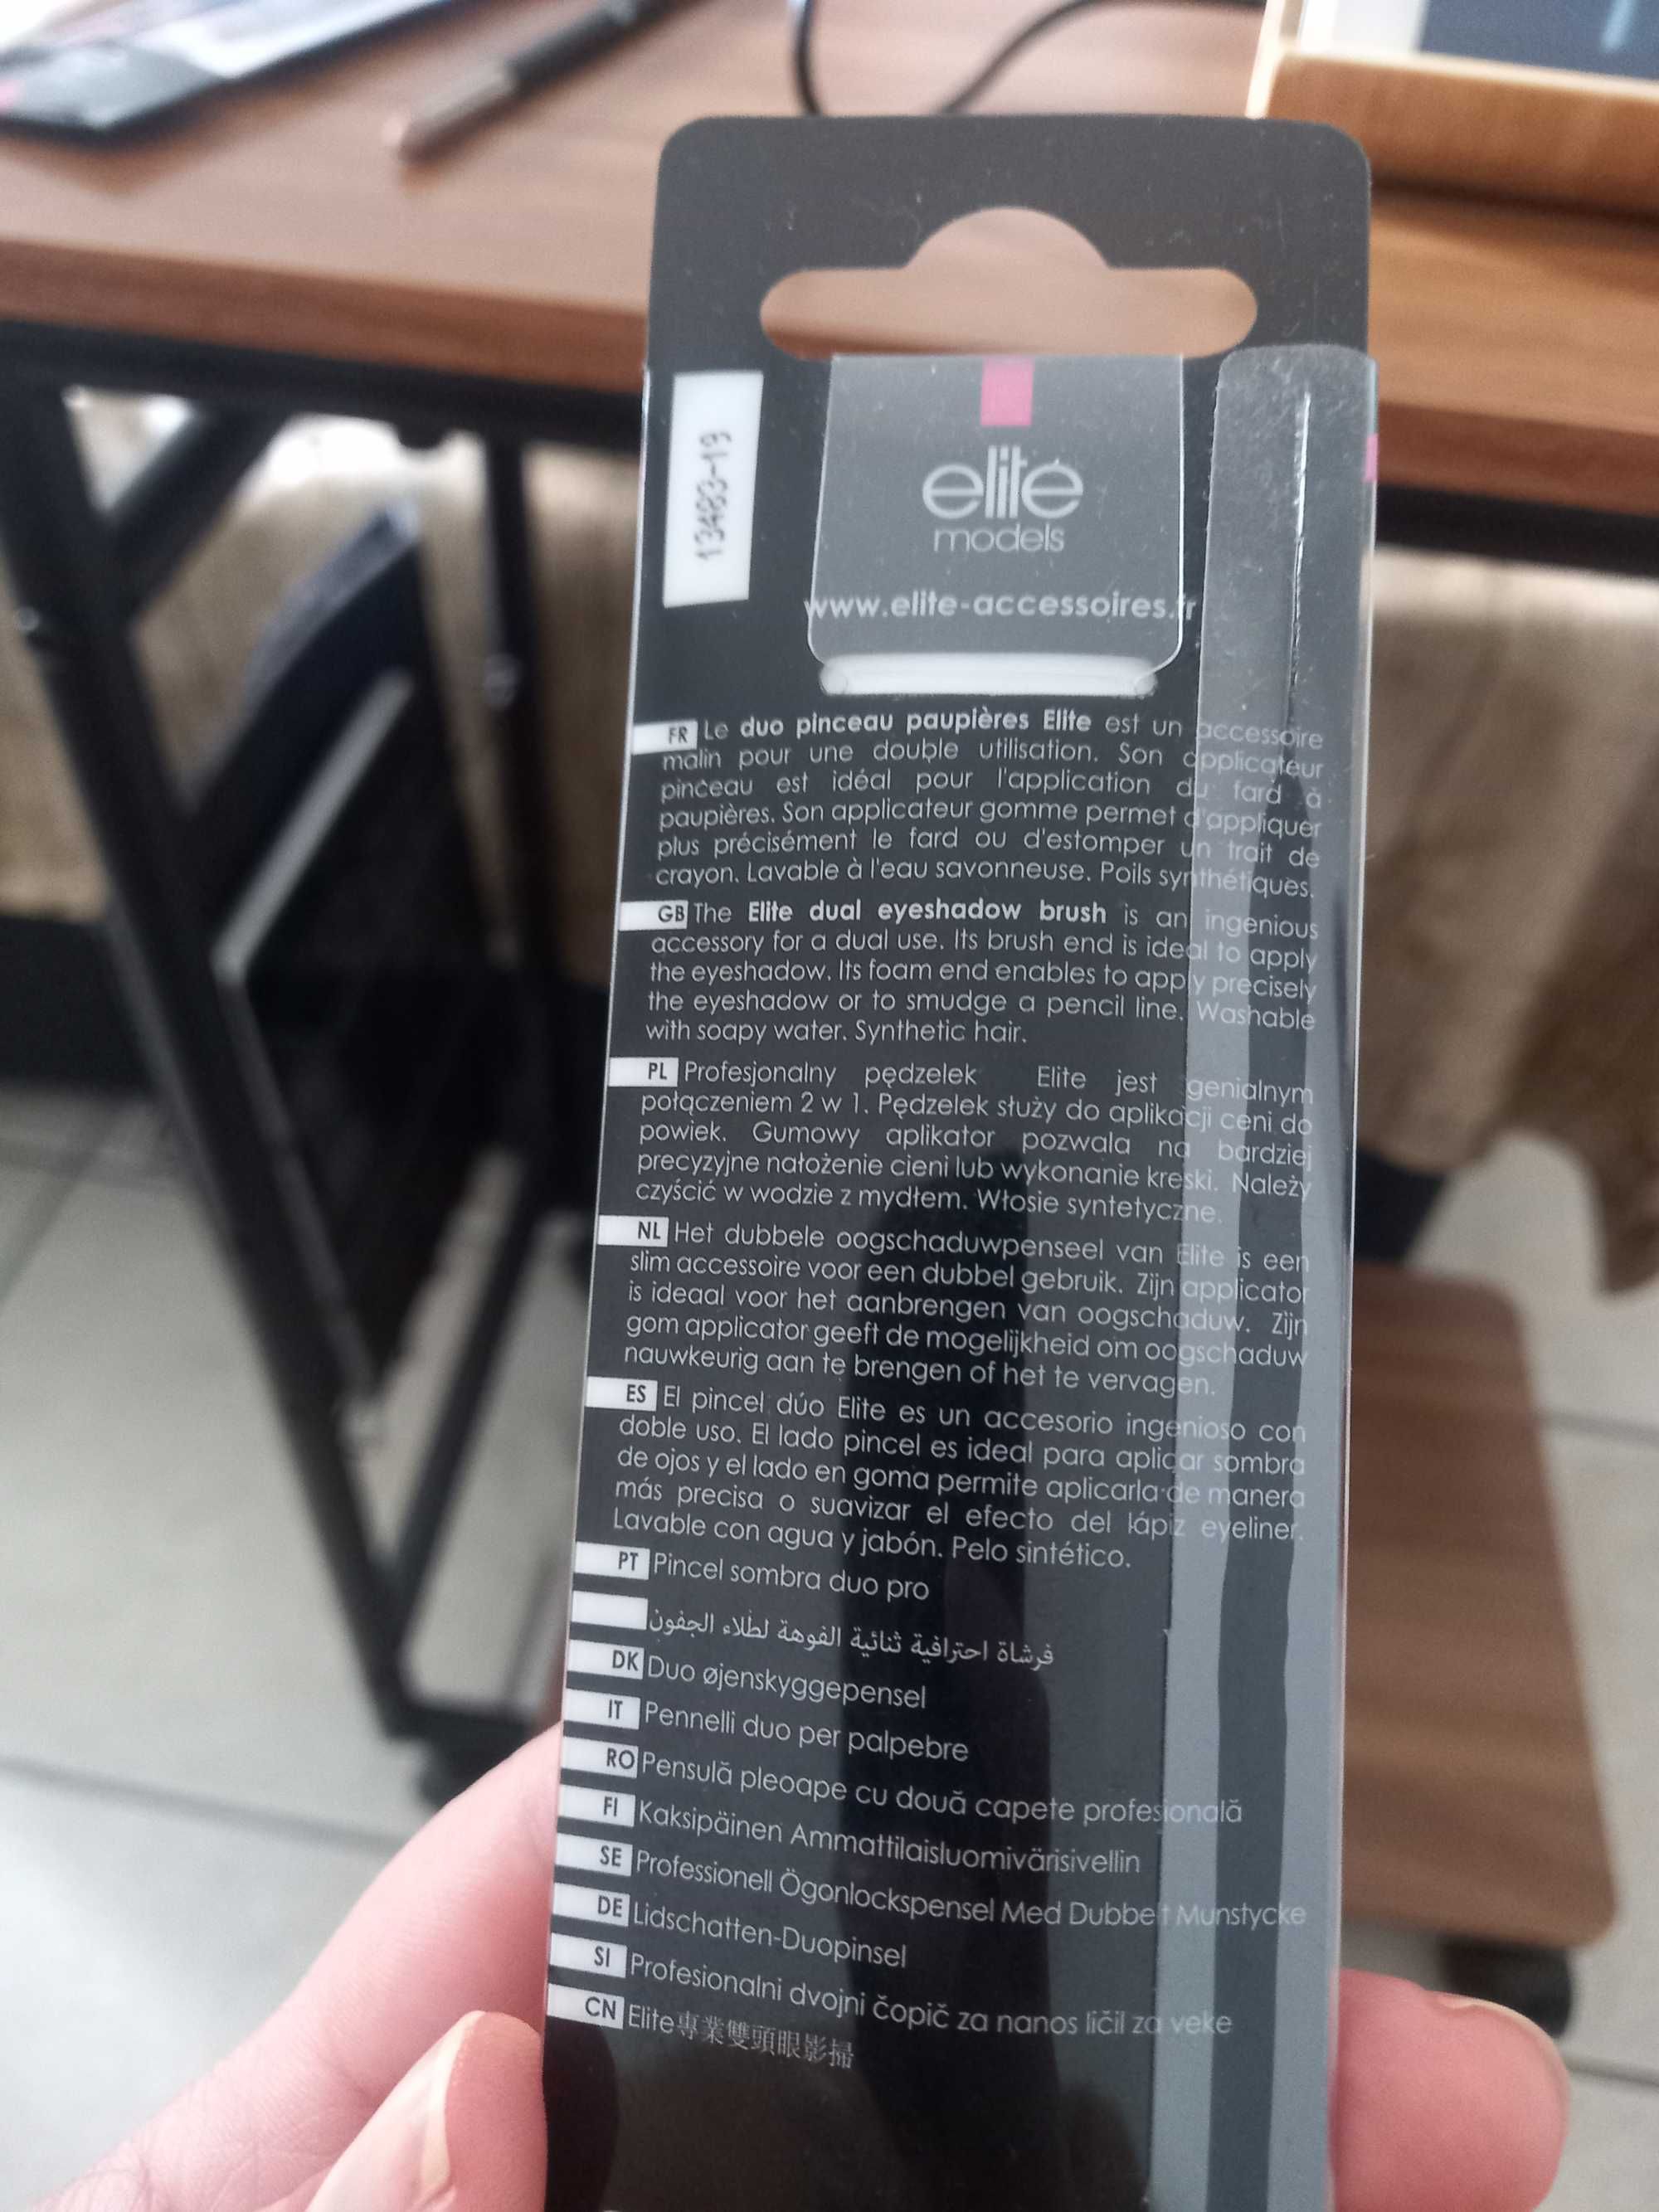 13483-19
elite
models
www.elite-accessoires.fr
FR Le duo pinceau paupières Elite est un accessoire
malin pour une double utilisation. Son applicateur
pinceau est idéal pour l'application du fard à
paupières. Son applicateur gomme permet d'appliquer
plus précisément le fard ou d'estomper un trait de
crayon. Lavable à l'eau savonneuse. Poils synthétiques.
GB The Elite dual eyeshadow brush is an ingenious
accessory for a dual use. Its brush end is ideal to apply
the eyeshadow. Its foam end enables to apply precisely
the eyeshadow or to smudge a pencil line. Washable
with soapy water. Synthetic hair.
PL Profesjonalny pędzelek Elite jest genialnym
połączeniem 2 w 1. Pędzelek służy do aplikacji ceni do
powiek. Gumowy aplikator pozwala na bardziej
precyzyjne nałożenie cieni lub wykonanie kreski. Należy
czyścić w wodzie z mydłem. Włosie syntetyczne.
NL Het dubbele oogschaduwpenseel van Elite is een
slim accessoire voor een dubbel gebruik. Zijn applicator
is ideaal voor het aanbrengen van oogschaduw. Zijn
gom applicator geeft de mogelijkheid om oogschaduw
nauwkeurig aan te brengen of het te vervagen.
ES El pincel dúo Elite es un accesorio ingenioso con
doble uso. El lado pincel es ideal para aplicar sombra
de ojos y el lado en goma permite aplicarla de manera
más precisa o suavizar el efecto del lápiz eyeliner.
Lavable con agua y jabón. Pelo sintético.
PT Pincel sombra duo pro
فرشاة احترافية ثنائية الفوهة لطلاء الجفون
DK Duo øjenskyggepensel
IT Pennelli duo per palpebre
RO Pensulă pleoape cu două capete profesională
FI Kaksipäinen Ammattilaisluomivärisivellin
SE Professionell Ögonlockspensel Med Dubbelt Munstycke
DE Lidschatten-Duopinsel
SI Profesionalni dvojni čopič za nanos ličil za veke
CN Elite專業雙頭眼影掃